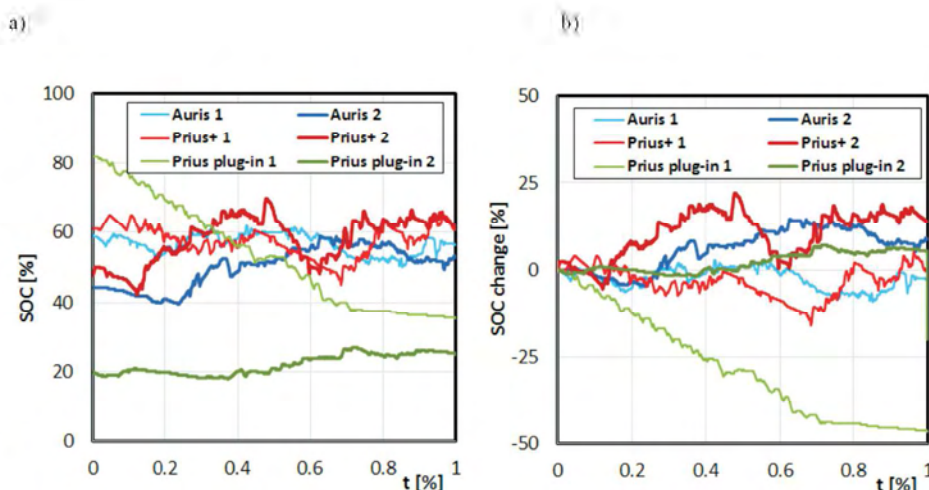 a)
b)
100
80
60
40
20
0
SOC [%]
Auris 1
Auris 2
Prius+ 1
Prius+ 2
Prius plug-in 1
Prius plug-in 2
0
0.2
0.4
0.6
0.8
1
t [%]
50
25
0
-25
-50
SOC change [%]
Auris 1
Auris 2
Prius+ 1
Prius+ 2
Prius plug-in 1
Prius plug-in 2
0
0.2
0.4
0.6
0.8
1
t [%]